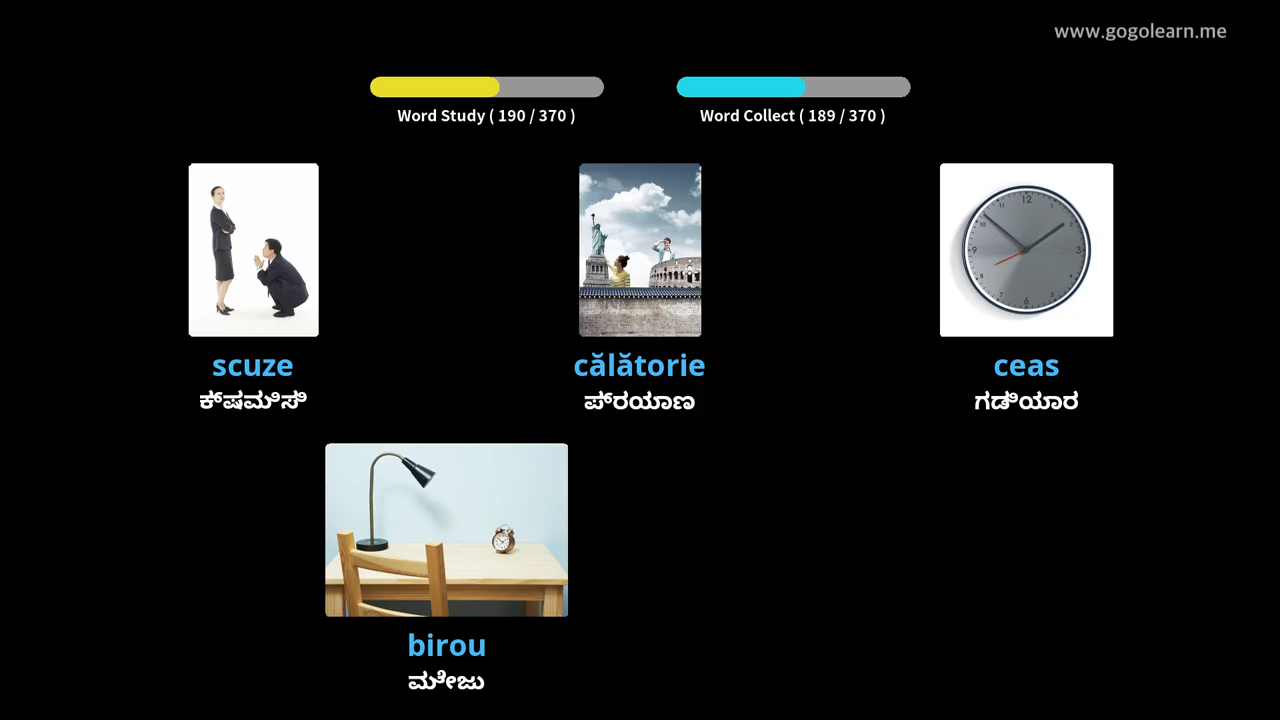 www.gogolearn.me
Word Study ( 190 / 370 )
Word Collect ( 189 / 370 )
scuze
ಕ್ಷಮಿಸಿ
călătorie
ಪ್ರಯಾಣ
ceas
ಗಡಿಯಾರ
birou
ಮೇಜು